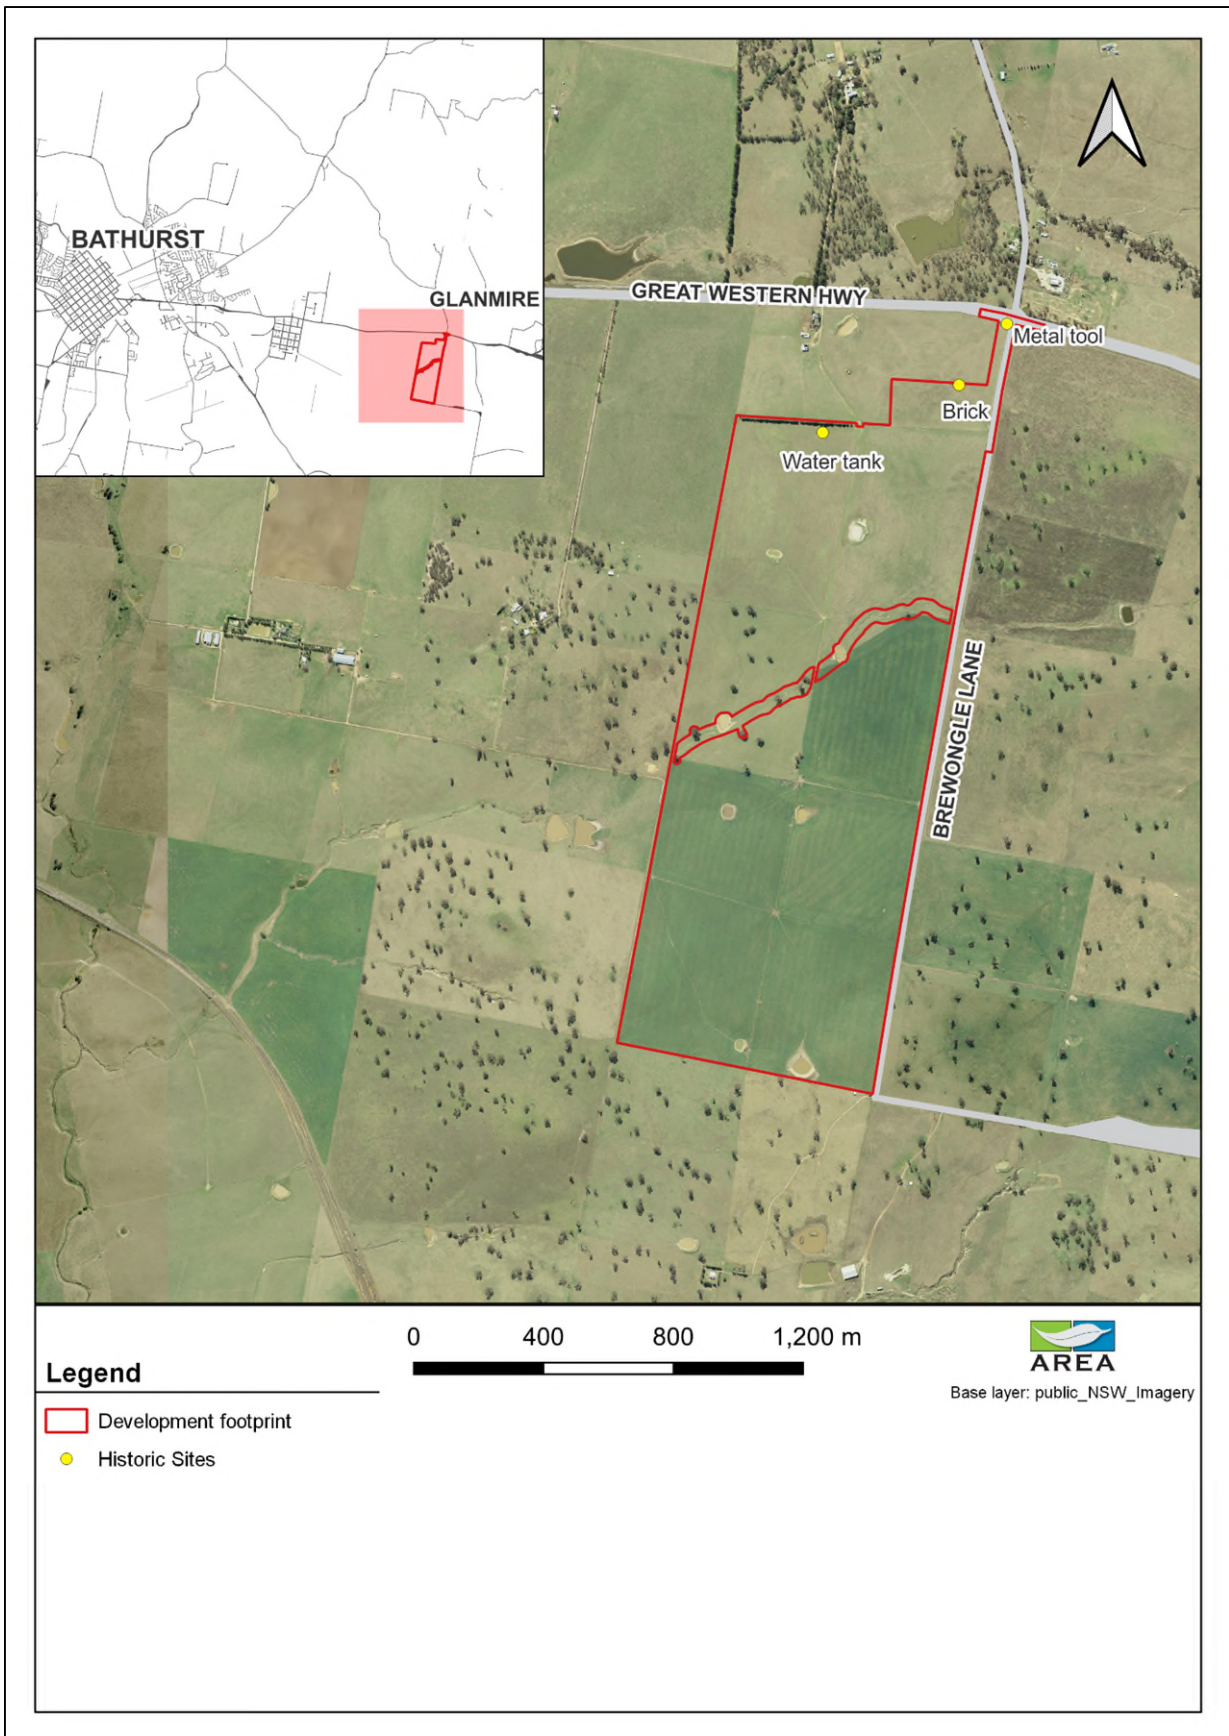 BATHURST
GLANMIRE
GREAT WESTERN HWY
Metal tool
Brick
Water tank
BREWONGLE LANE
0 400 800 1,200 m
Legend
Development footprint
Historic Sites
AREA
Base layer: public_NSW_Imagery